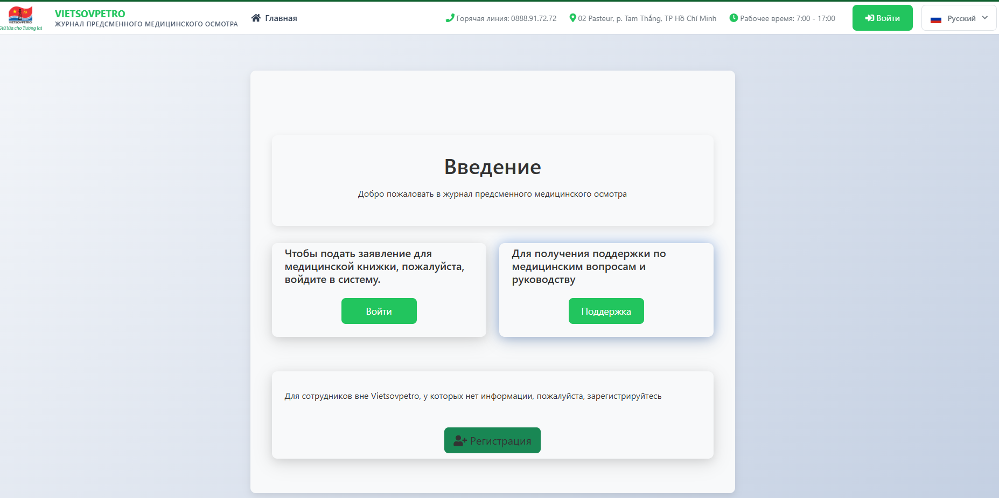 VIETSOVPETRO
Giữ lửa cho Tương lai
VIETSOVPETRO
ЖУРНАЛ ПРЕДСМЕННОГО МЕДИЦИНСКОГО ОСМОТРА
Главная
Горячая линия: 0888.91.72.72
02 Pasteur, p. Tam Thắng, TP Hồ Chí Minh
Рабочее время: 7:00 - 17:00
Войти
Русский
Введение
Добро пожаловать в журнал предсменного медицинского осмотра
Чтобы подать заявление для
медицинской книжки, пожалуйста,
войдите в систему.
Войти
Для получения поддержки по
медицинским вопросам и
руководству
Поддержка
Для сотрудников вне Vietsovpetro, у которых нет информации, пожалуйста, зарегистрируйтесь
Регистрация